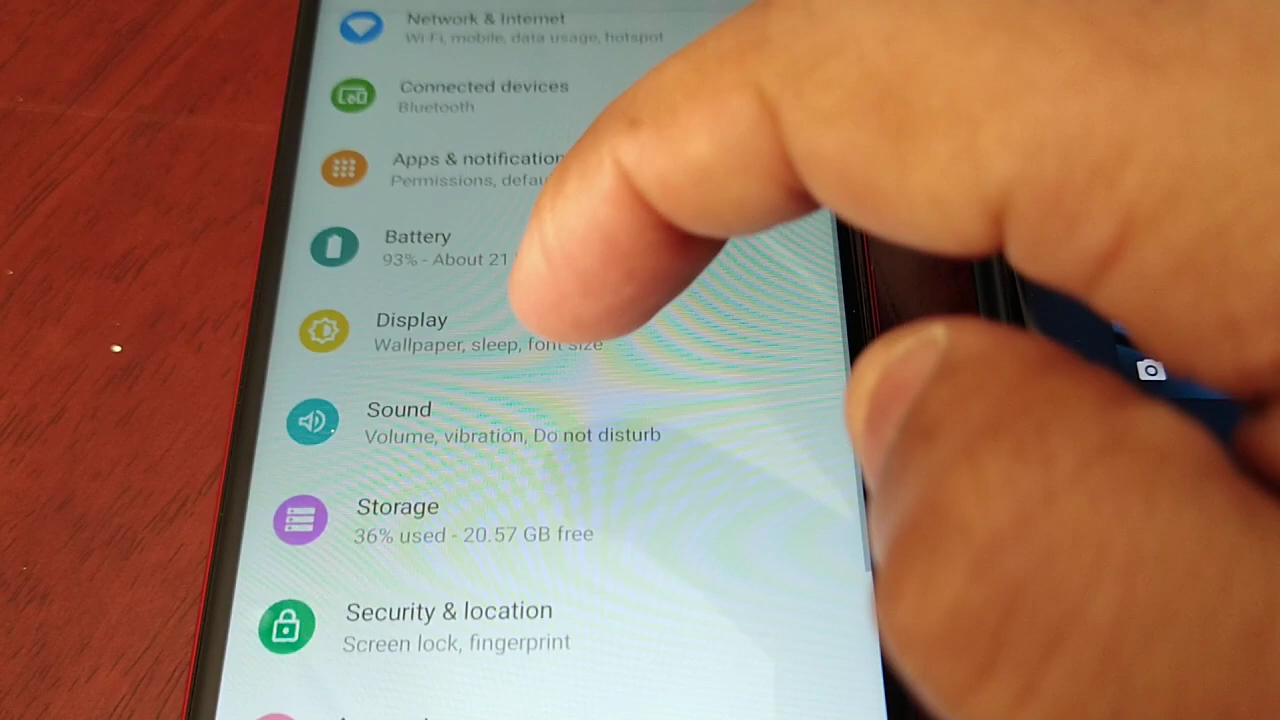 Network & Internet
Wi-Fi, mobile, data usage, hotspot
Connected devices
Bluetooth
Apps & notification
Permissions, defau
Battery
93% - About 21
Display
Wallpaper, sleep, font size
Sound
Volume, vibration, Do not disturb
Storage
36% used - 20.57 GB free
Security & location
Screen lock, fingerprint